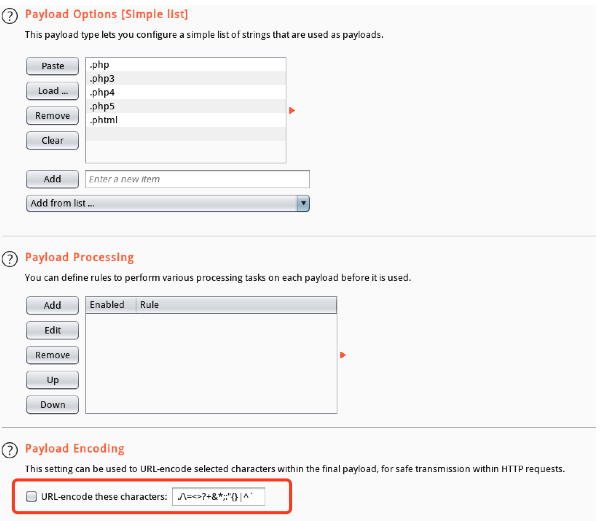 ? Payload Options [Simple list]
This payload type lets you configure a simple list of strings that are used as payloads.
Paste
Load ...
Remove
Clear
.php
.php3
.php4
.php5
.phtml
Add
Enter a new item
Add from list ...
? Payload Processing
You can define rules to perform various processing tasks on each payload before it is used.
Add
Edit
Remove
Up
Down
Enabled Rule
? Payload Encoding
This setting can be used to URL-encode selected characters within the final payload, for safe transmission within HTTP requests.
URL-encode these characters: ./\=<>?+&*;:"{}|^`